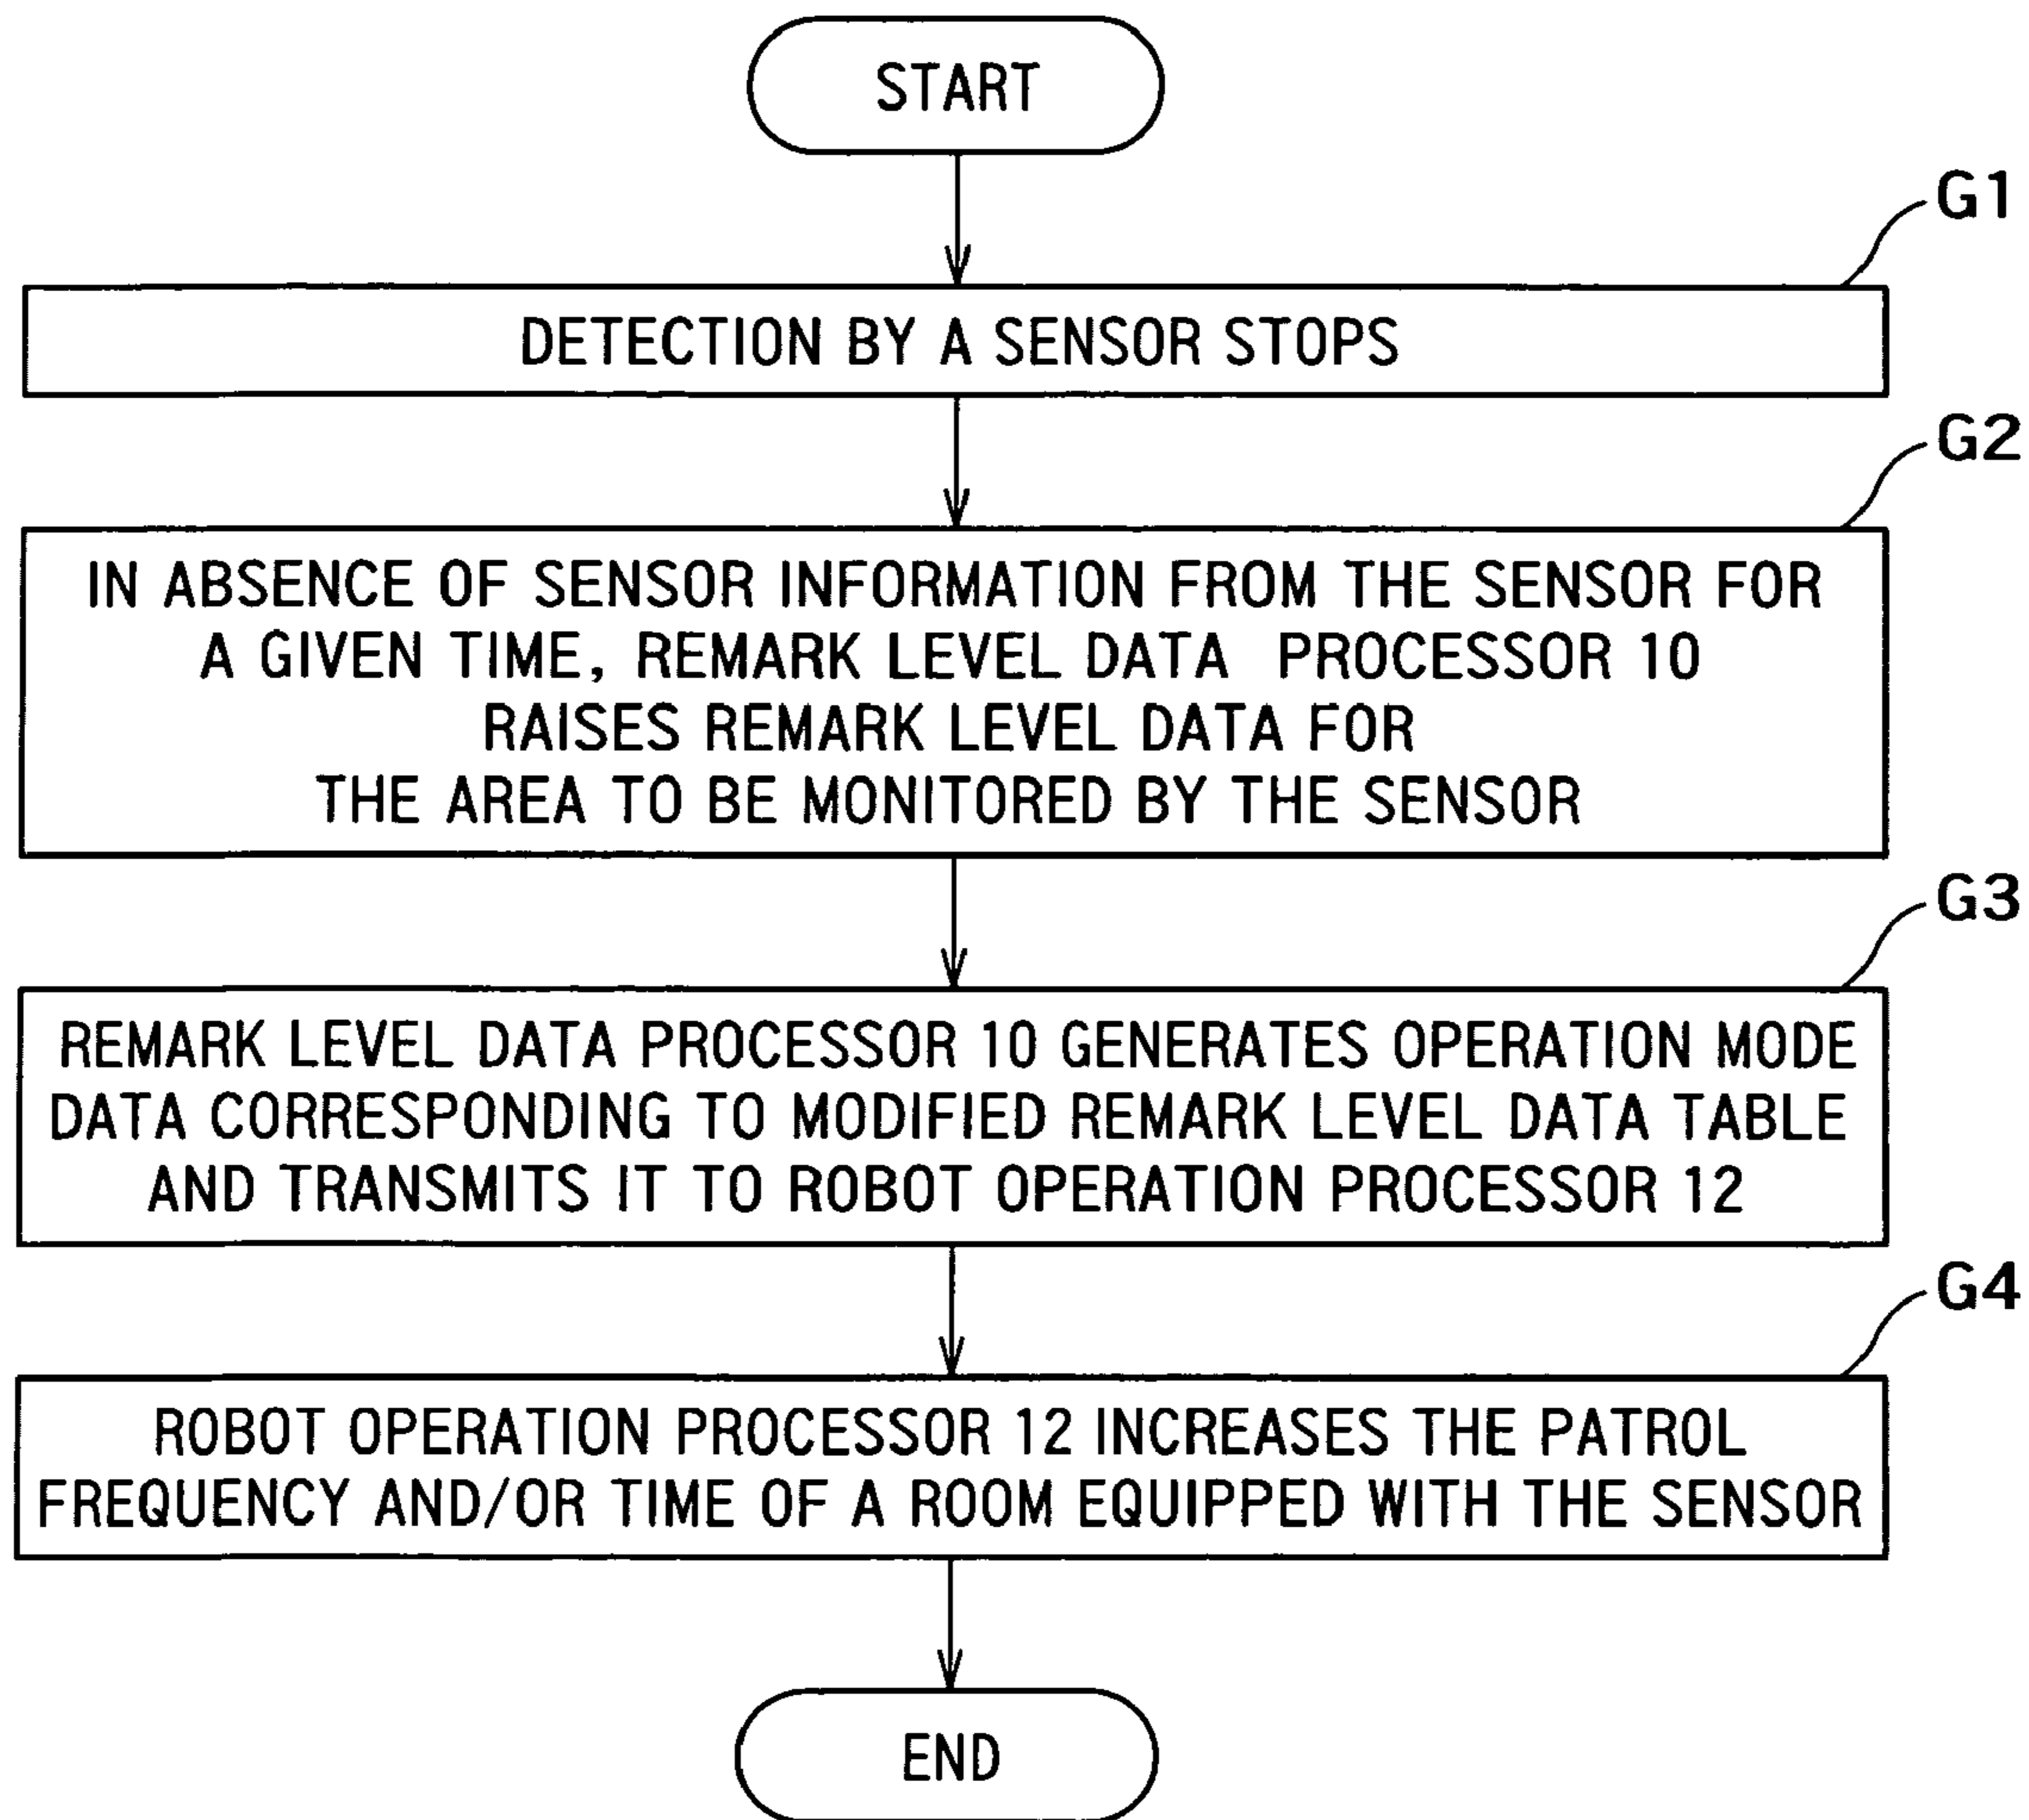 START
G1
DETECTION BY A SENSOR STOPS
G2
IN ABSENCE OF SENSOR INFORMATION FROM THE SENSOR FOR
A GIVEN TIME, REMARK LEVEL DATA PROCESSOR 10
RAISES REMARK LEVEL DATA FOR
THE AREA TO BE MONITORED BY THE SENSOR
G3
REMARK LEVEL DATA PROCESSOR 10 GENERATES OPERATION MODE
DATA CORRESPONDING TO MODIFIED REMARK LEVEL DATA TABLE
AND TRANSMITS IT TO ROBOT OPERATION PROCESSOR 12
G4
ROBOT OPERATION PROCESSOR 12 INCREASES THE PATROL
FREQUENCY AND/OR TIME OF A ROOM EQUIPPED WITH THE SENSOR
END